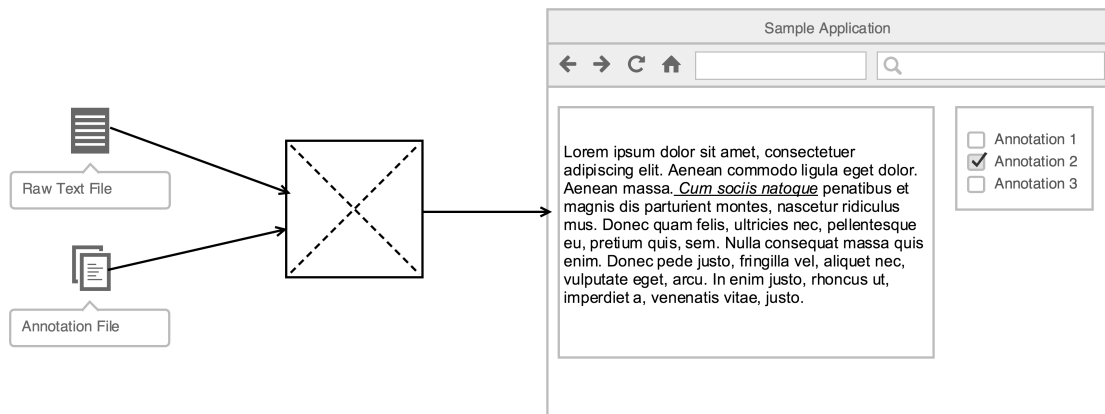 Sample Application
Raw Text File
Annotation File
Lorem ipsum dolor sit amet, consectetuer
adipiscing elit. Aenean commodo ligula eget dolor.
Aenean massa. Cum sociis natoque penatibus et
magnis dis parturient montes, nascetur ridiculus
mus. Donec quam felis, ultricies nec, pellentesque
eu, pretium quis, sem. Nulla consequat massa quis
enim. Donec pede justo, fringilla vel, aliquet nec,
vulputate eget, arcu. In enim justo, rhoncus ut,
imperdiet a, venenatis vitae, justo.
Annotation 1
Annotation 2
Annotation 3